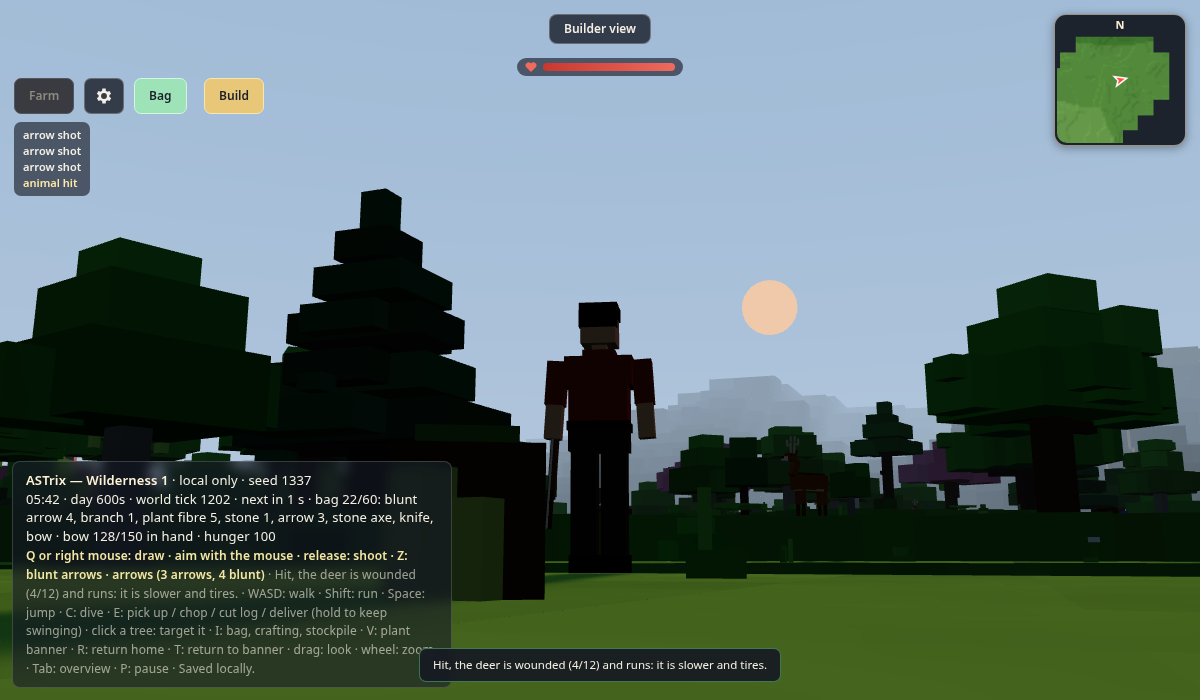 Builder view
N
Farm
Bag
Build
arrow shot
arrow shot
arrow shot
animal hit
ASTrix — Wilderness 1 · local only · seed 1337
05:42 · day 600s · world tick 1202 · next in 1 s · bag 22/60: blunt
arrow 4, branch 1, plant fibre 5, stone 1, arrow 3, stone axe, knife,
bow · bow 128/150 in hand · hunger 100
Q or right mouse: draw · aim with the mouse · release: shoot · Z:
blunt arrows · arrows (3 arrows, 4 blunt) · Hit, the deer is wounded
(4/12) and runs: it is slower and tires. · WASD: walk · Shift: run · Space:
jump · C: dive · E: pick up / chop / cut log / deliver (hold to keep
swinging) · click a tree: target it · I: bag, crafting, stockpile · V: plant
banner · R: return home · T: return to banner · drag: look · wheel: zoom
· Tab: overview · P: pause · Saved locally.
Hit, the deer is wounded (4/12) and runs: it is slower and tires.